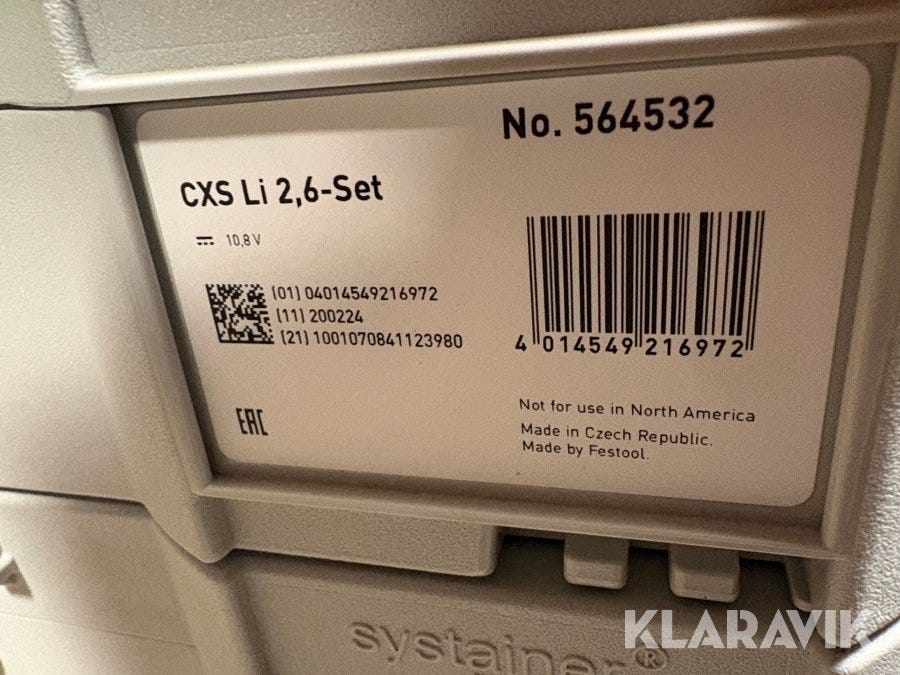 No. 564532
CXS Li 2,6-Set
10,8 V
(01) 04014549216972
(11) 200224
(21) 1001070841123980
4 014549 216972
EAC
Not for use in North America
Made in Czech Republic.
Made by Festool.
systainer®
KLARAVIK